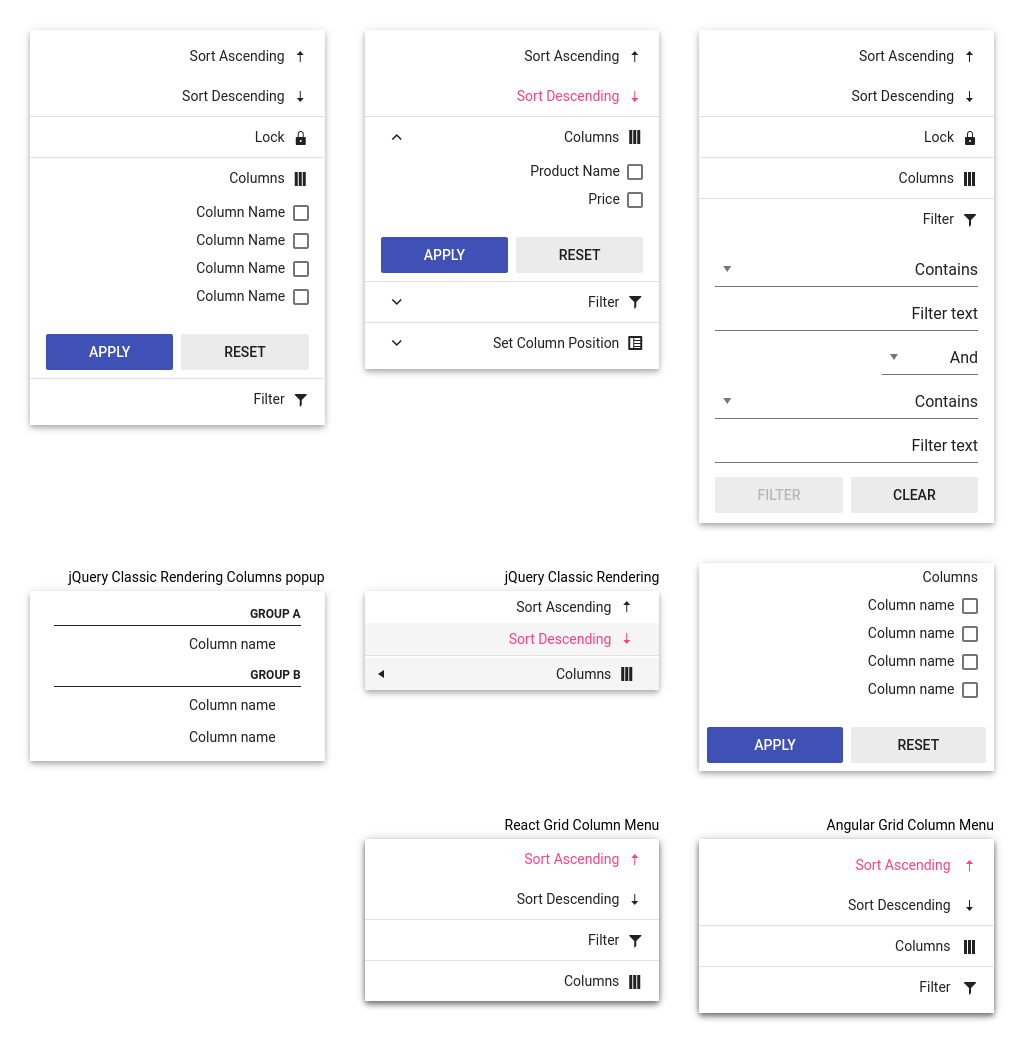 Sort Ascending
Sort Descending
Lock
Columns
Column Name
Column Name
Column Name
Column Name
APPLY RESET
Filter
Sort Ascending
Sort Descending
Columns
Product Name
Price
APPLY RESET
Filter
Set Column Position
Sort Ascending
Sort Descending
Lock
Columns
Filter
Contains
Filter text
And
Contains
Filter text
FILTER CLEAR
jQuery Classic Rendering Columns popup
GROUP A
Column name
GROUP B
Column name
Column name
jQuery Classic Rendering
Sort Ascending
Sort Descending
Columns
Columns
Column name
Column name
Column name
Column name
APPLY RESET
React Grid Column Menu
Sort Ascending
Sort Descending
Filter
Columns
Angular Grid Column Menu
Sort Ascending
Sort Descending
Columns
Filter